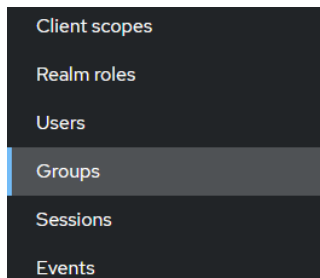 Client scopes
Realm roles
Users
Groups
Sessions
Events